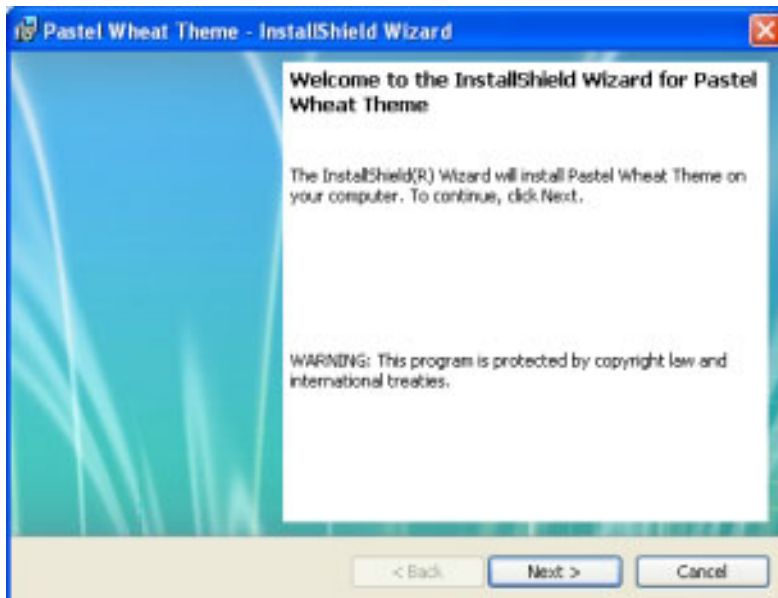 Pastel Wheat Theme - InstallShield Wizard
Welcome to the InstallShield Wizard for Pastel
Wheat Theme
The InstallShield(R) Wizard will install Pastel Wheat Theme on
your computer. To continue, click Next.
WARNING: This program is protected by copyright law and
international treaties.
< Back
Next >
Cancel